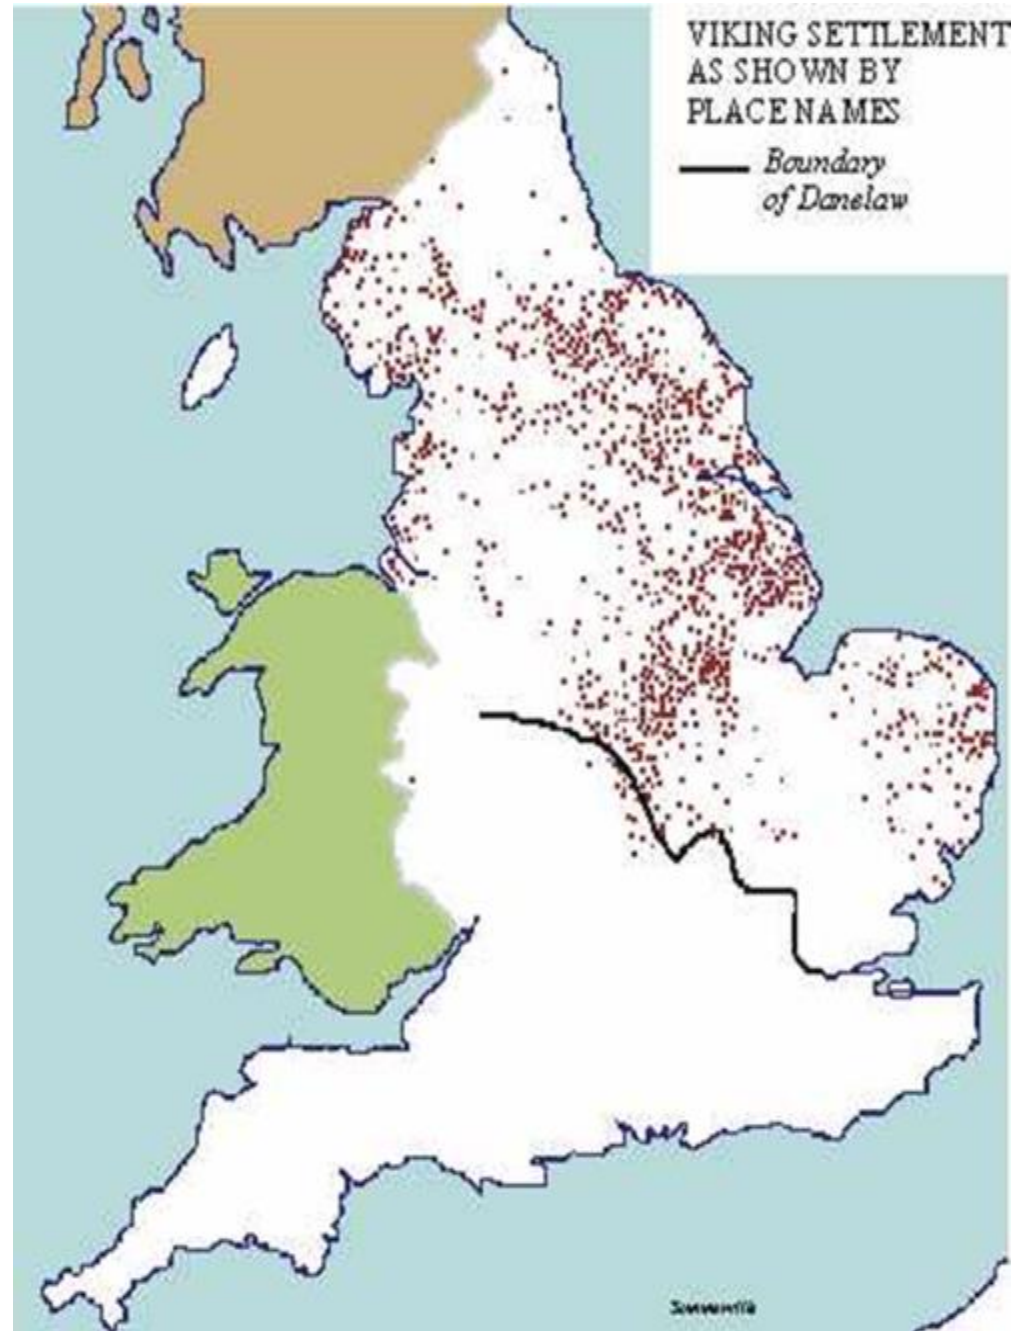 VIKING SETTLEMENT
AS SHOWN BY
PLACE NAMES
Boundary
of Danelaw